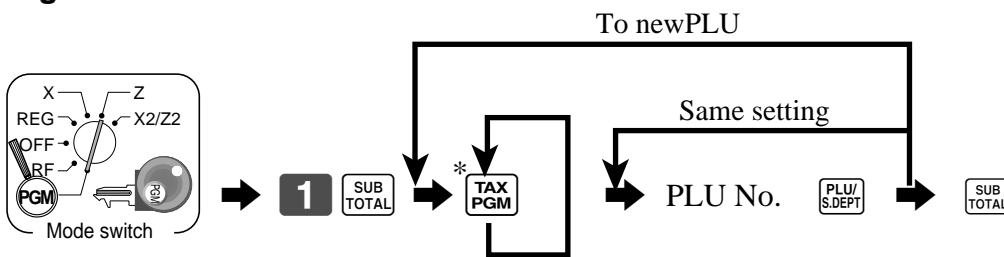 To newPLU
Same setting
X
Z
REG
X2/Z2
OFF
RF
PGM
PGM
Mode switch
1
SUB
TOTAL
*
TAX
PGM
PLU No.
PLU/
S.DEPT
SUB
TOTAL